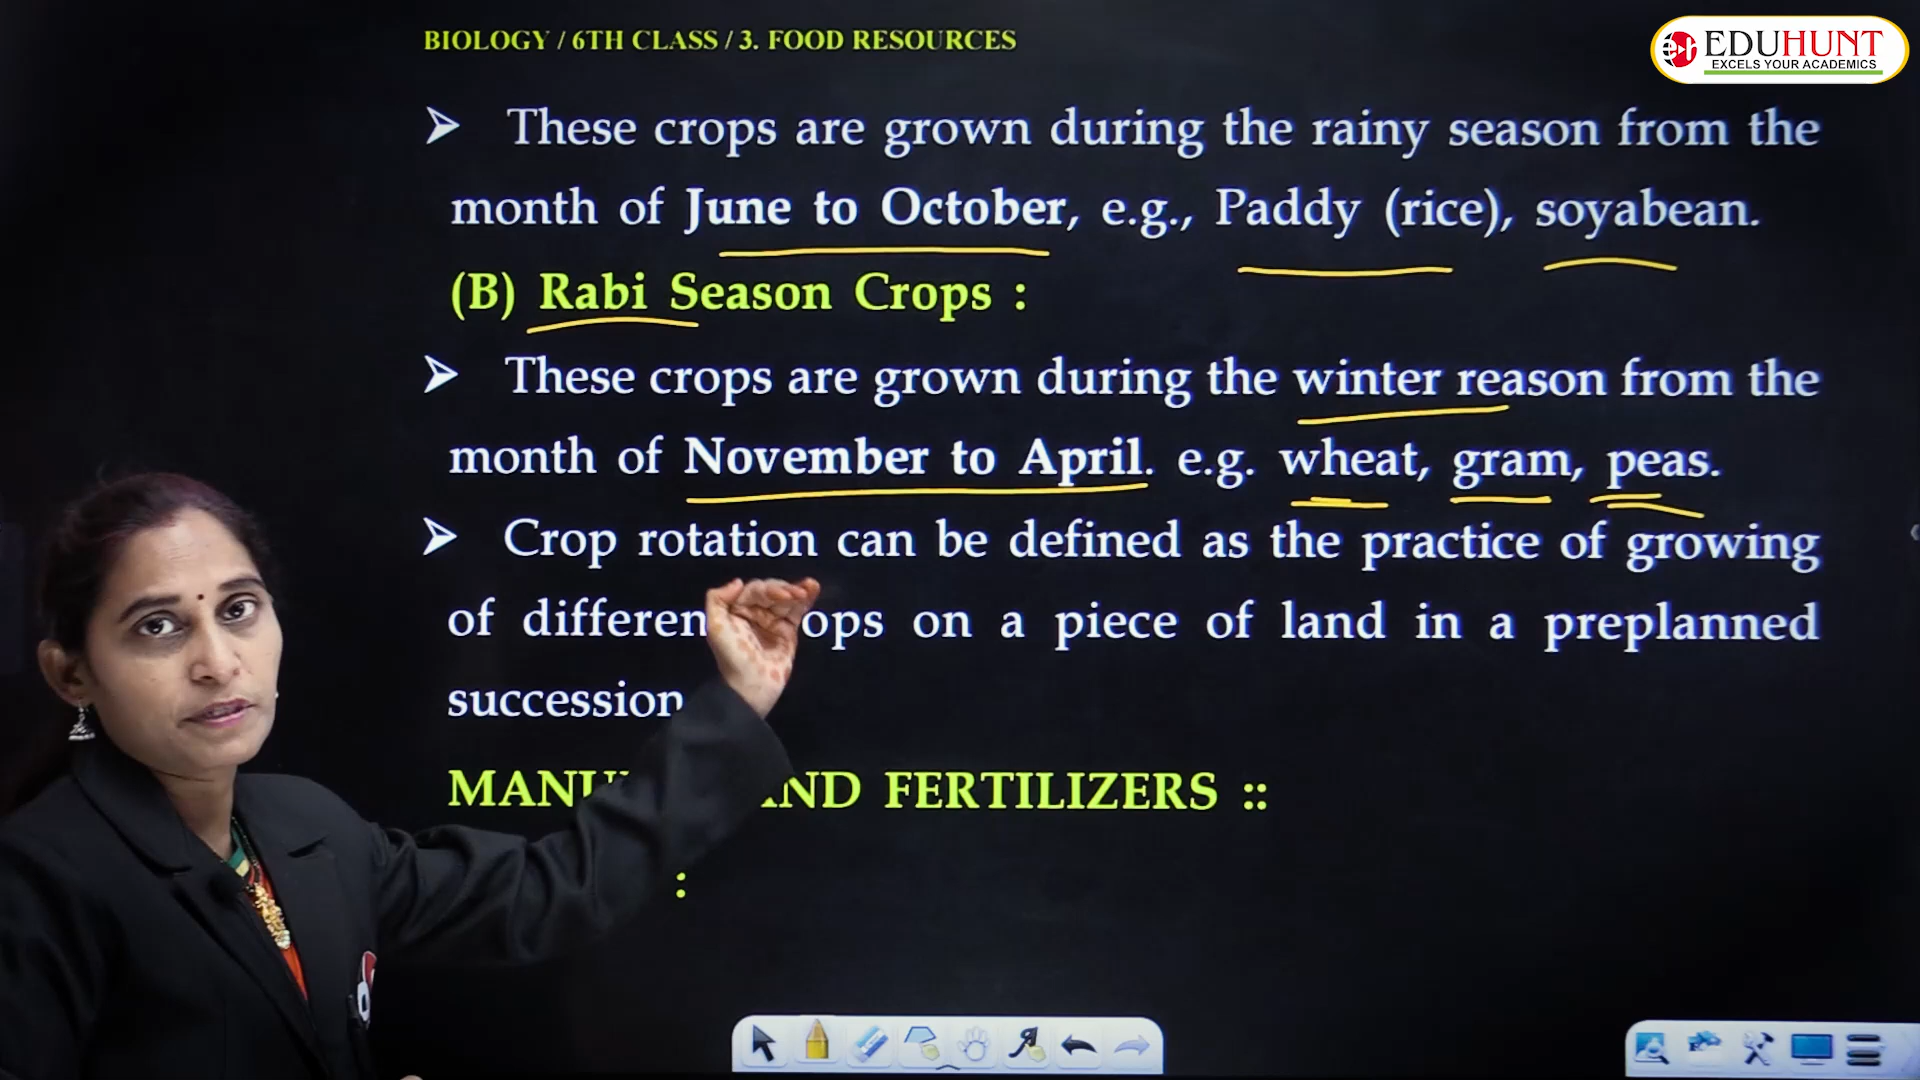 BIOLOGY / 6TH CLASS / 3. FOOD RESOURCES
EDUHUNT
EXCELS YOUR ACADEMICS
These crops are grown during the rainy season from the
month of June to October, e.g., Paddy (rice), soyabean.
(B) Rabi Season Crops :
These crops are grown during the winter reason from the
month of November to April. e.g. wheat, gram, peas.
Crop rotation can be defined as the practice of growing
of differen ops on a piece of land in a preplanned
succession
MANU ND FERTILIZERS ::
: